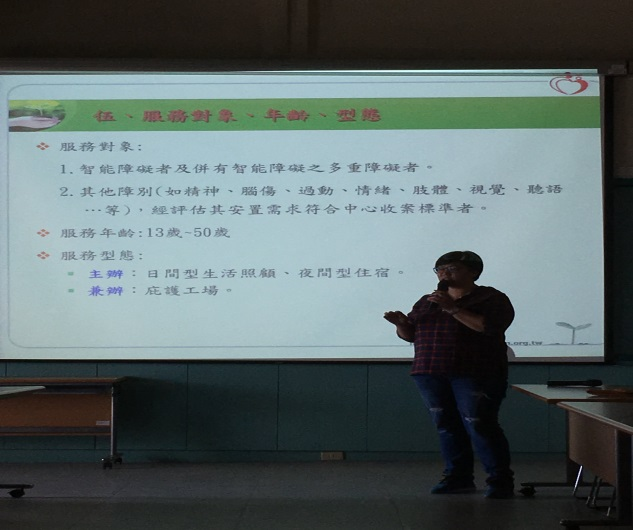 伍、服務對象、年齡、型態
服務對象:
1. 智能障礙者及併有智能障礙之多重障礙者。
2. 其他障別(如精神、腦傷、過動、情緒、肢體、視覺、聽語
…等)，經評估其安置需求符合中心收案標準者。
服務年齡:13歲~50歲
服務型態:
主辦：日間型生活照顧、夜間型住宿。
兼辦：庇護工場。
.org.tw